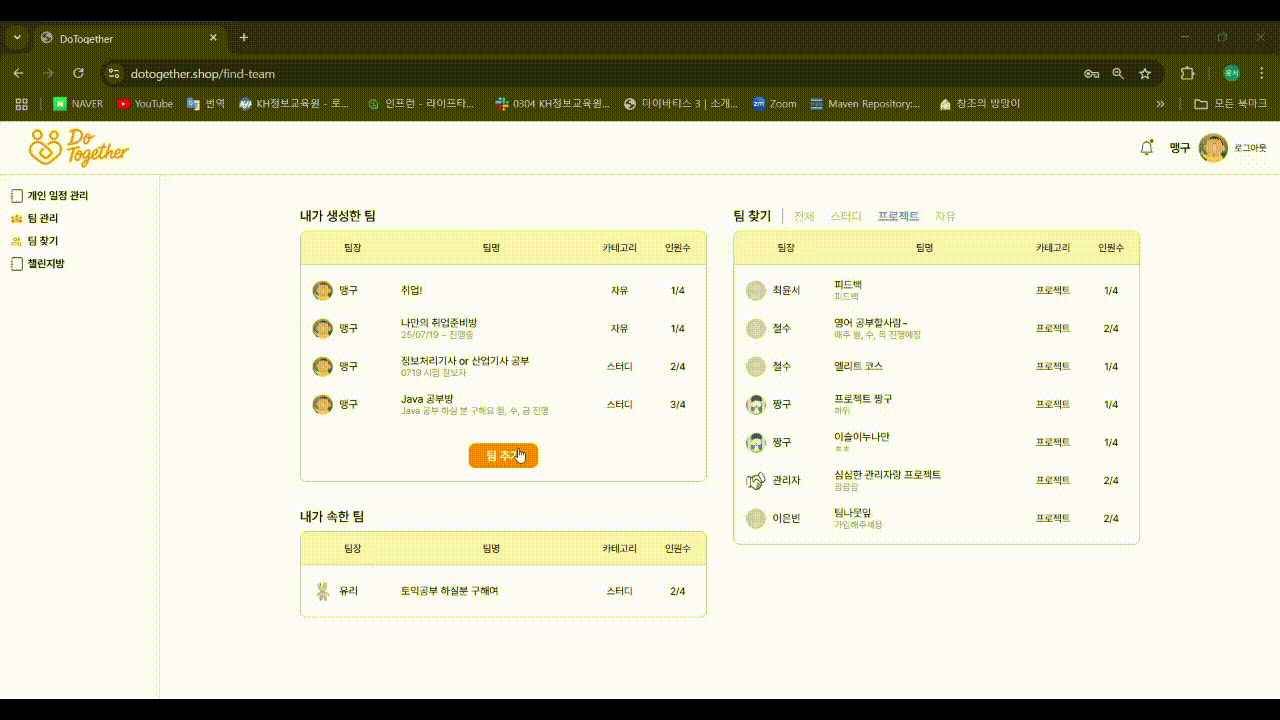 DoTogether
dotogether.shop/find-team
윤서
NAVER
YouTube
번역
KH정보교육원 - 로...
인프런 - 라이프타...
0304 KH정보교육원...
마이바티스 3 | 소개...
Zoom
Maven Repository:...
창조의 방망이
»
모든 북마크
Do Together
맹구
로그아웃
개인 일정 관리
팀 관리
팀 찾기
챌린지방
내가 생성한 팀
팀장 팀명 카테고리 인원수
맹구 취업! 자유 1/4
맹구 나만의 취업준비방 자유 1/4
25/07/19 ~ 진행중
맹구 정보처리기사 or 산업기사 공부 스터디 2/4
0719 시험 잘보자
맹구 Java 공부방 스터디 3/4
Java 공부 하실 분 구해요 월, 수, 금 진행
팀 추가
내가 속한 팀
팀장 팀명 카테고리 인원수
유리 토익공부 하실분 구해여 스터디 2/4
팀 찾기 | 전체 스터디 프로젝트 자유
팀장 팀명 카테고리 인원수
최윤서 피드백 프로젝트 1/4
피드백
철수 영어 공부할사람~ 프로젝트 2/4
매주 월, 수, 목 진행예정
철수 엘리트 코스 프로젝트 1/4
짱구 프로젝트 짱구 프로젝트 1/4
하위
짱구 이슬이누나만 프로젝트 1/4
ㅎㅎ
관리자 심심한 관리자랑 프로젝트 프로젝트 2/4
이은빈 팀나뭇잎 프로젝트 2/4
가입해주세용